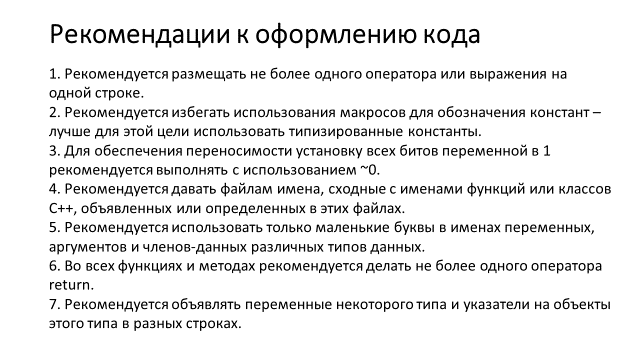 Рекомендации к оформлению кода
1. Рекомендуется размещать не более одного оператора или выражения на
одной строке.
2. Рекомендуется избегать использования макросов для обозначения констант –
лучше для этой цели использовать типизированные константы.
3. Для обеспечения переносимости установку всех битов переменной в 1
рекомендуется выполнять с использованием ~0.
4. Рекомендуется давать файлам имена, сходные с именами функций или классов
C++, объявленных или определенных в этих файлах.
5. Рекомендуется использовать только маленькие буквы в именах переменных,
аргументов и членов-данных различных типов данных.
6. Во всех функциях и методах рекомендуется делать не более одного оператора
return.
7. Рекомендуется объявлять переменные некоторого типа и указатели на объекты
этого типа в разных строках.